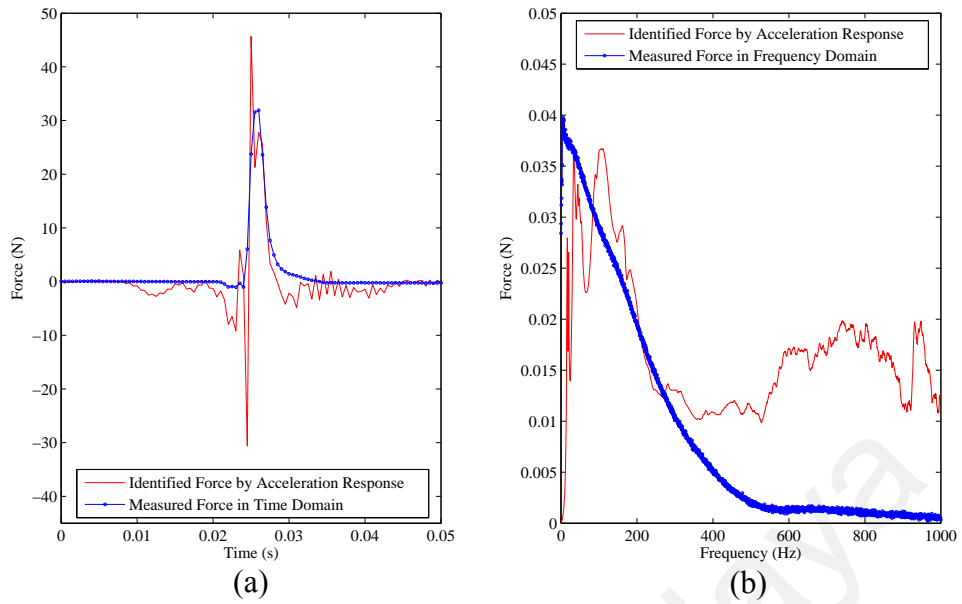 50
40
30
20
10
0
−10
−20
−30
−40
Force (N)
Identified Force by Acceleration Response
Measured Force in Time Domain
0 0.01 0.02 0.03 0.04 0.05
Time (s)
(a)
0.05
0.045
0.04
0.035
0.03
0.025
0.02
0.015
0.01
0.005
0
Force (N)
Identified Force by Acceleration Response
Measured Force in Frequency Domain
0 200 400 600 800 1000
Frequency (Hz)
(b)